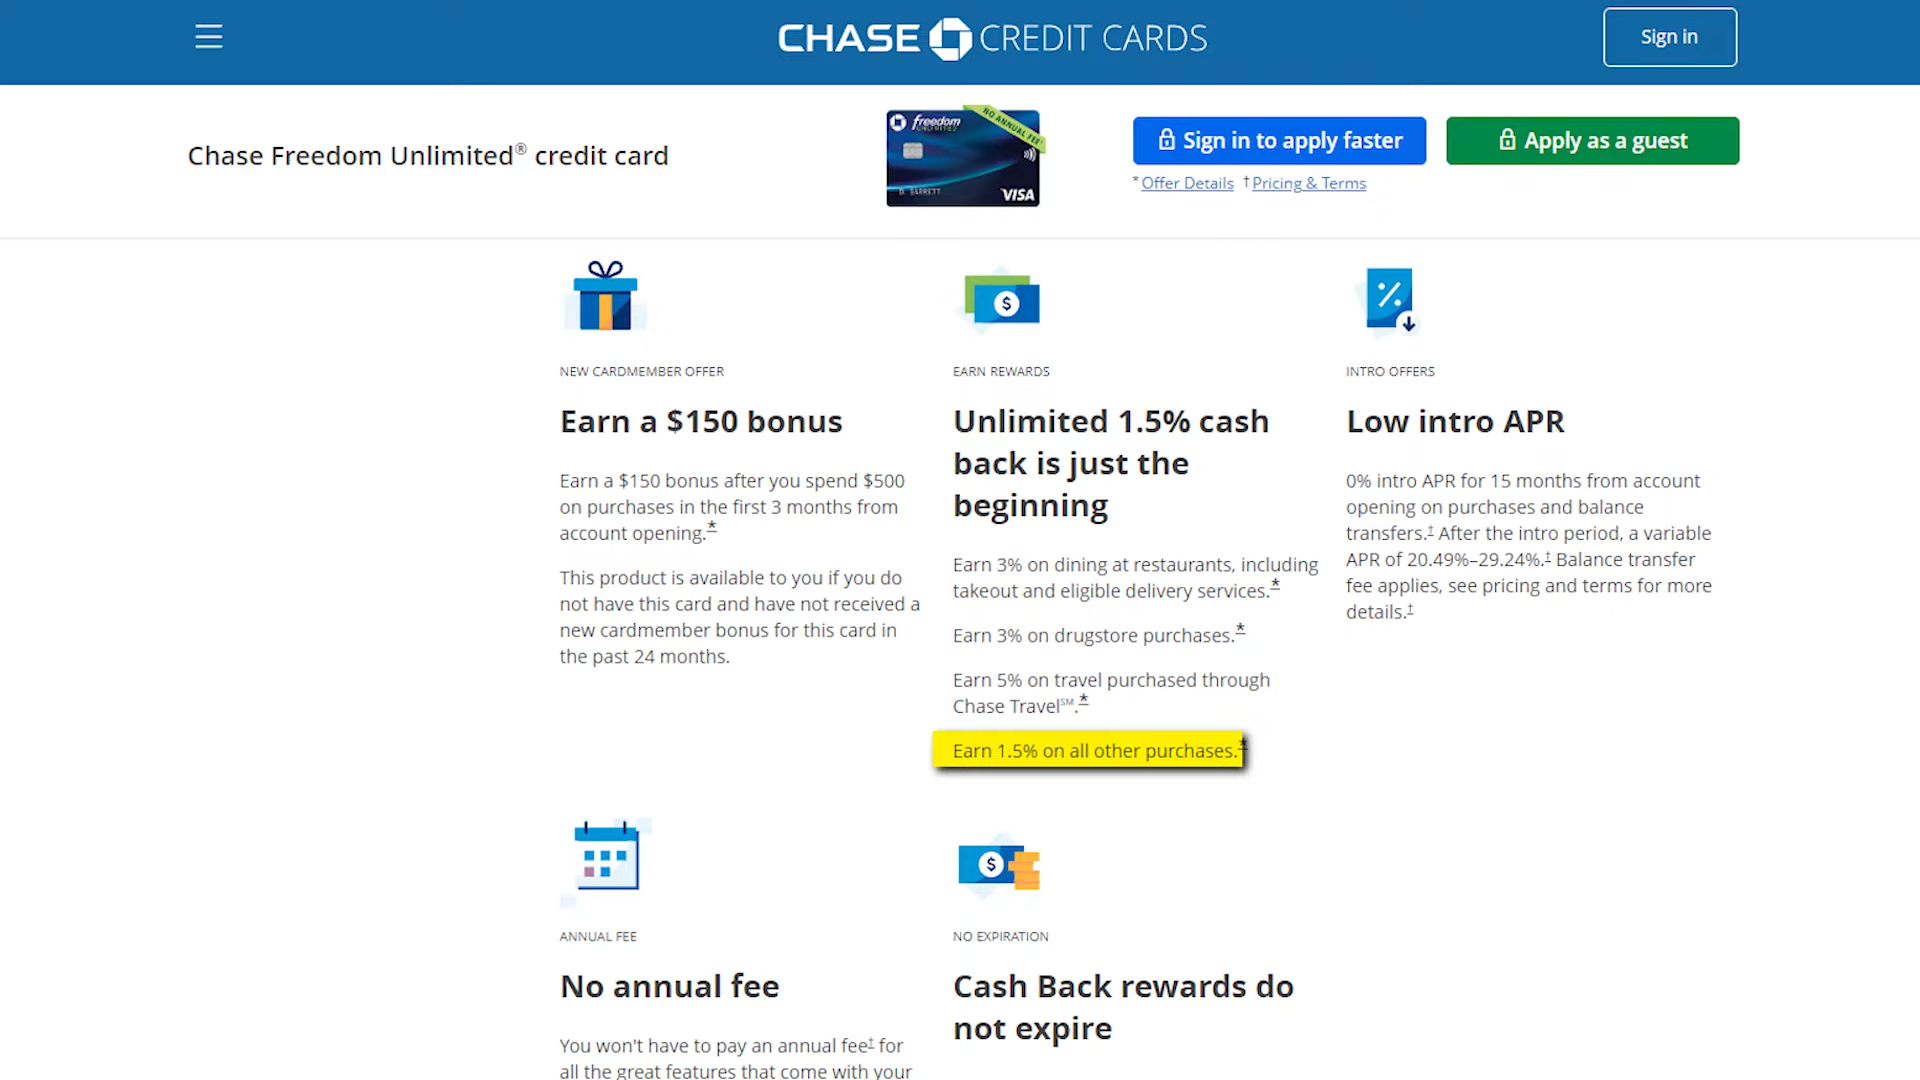 CHASE CREDIT CARDS
Sign in
Chase Freedom Unlimited® credit card
freedom
UNLIMITED
NO ANNUAL FEE†
D. BARRETT
VISA
Sign in to apply faster
Apply as a guest
*Offer Details †Pricing & Terms
NEW CARDMEMBER OFFER
Earn a $150 bonus
Earn a $150 bonus after you spend $500
on purchases in the first 3 months from
account opening.*
This product is available to you if you do
not have this card and have not received a
new cardmember bonus for this card in
the past 24 months.
EARN REWARDS
Unlimited 1.5% cash
back is just the
beginning
Earn 3% on dining at restaurants, including
takeout and eligible delivery services.*
Earn 3% on drugstore purchases.*
Earn 5% on travel purchased through
Chase Travel℠.*
Earn 1.5% on all other purchases.*
INTRO OFFERS
Low intro APR
0% intro APR for 15 months from account
opening on purchases and balance
transfers.† After the intro period, a variable
APR of 20.49%–29.24%.† Balance transfer
fee applies, see pricing and terms for more
details.†
ANNUAL FEE
No annual fee
You won't have to pay an annual fee† for
all the great features that come with your
NO EXPIRATION
Cash Back rewards do
not expire